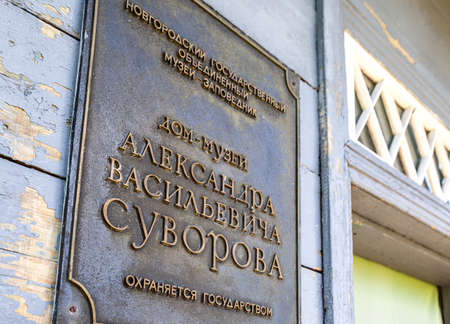 НОВГОРОДСКИЙ ГОСУДАРСТВЕННЫЙ
ОБЪЕДИНЕННЫЙ
МУЗЕЙ-ЗАПОВЕДНИК
ДОМ-МУЗЕЙ
АЛЕКСАНДРА
ВАСИЛЬЕВИЧА
СУВОРОВА
ОХРАНЯЕТСЯ ГОСУДАРСТВОМ